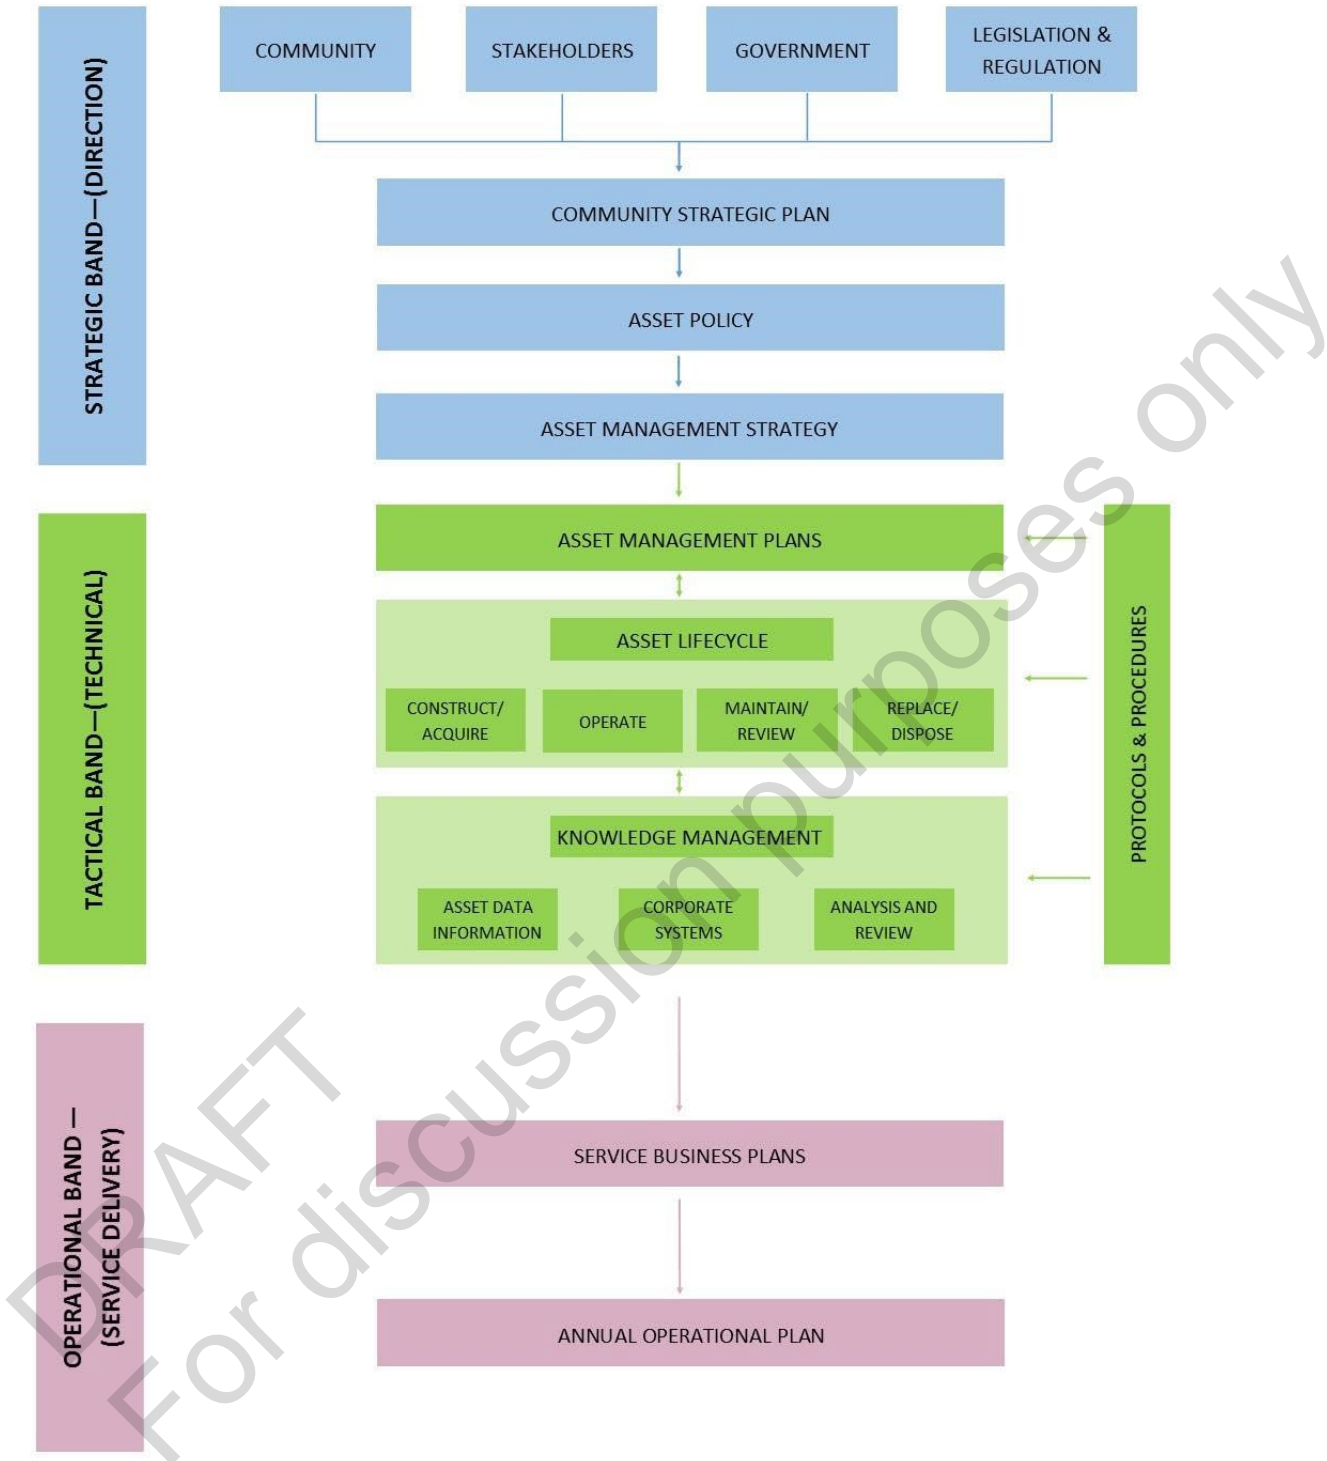 STRATEGIC BAND—(DIRECTION)
COMMUNITY
STAKEHOLDERS
GOVERNMENT
LEGISLATION &
REGULATION
COMMUNITY STRATEGIC PLAN
ASSET POLICY
ASSET MANAGEMENT STRATEGY
TACTICAL BAND—(TECHNICAL)
ASSET MANAGEMENT PLANS
ASSET LIFECYCLE
CONSTRUCT/
ACQUIRE
OPERATE
MAINTAIN/
REVIEW
REPLACE/
DISPOSE
KNOWLEDGE MANAGEMENT
ASSET DATA
INFORMATION
CORPORATE
SYSTEMS
ANALYSIS AND
REVIEW
PROTOCOLS & PROCEDURES
OPERATIONAL BAND —
(SERVICE DELIVERY)
SERVICE BUSINESS PLANS
ANNUAL OPERATIONAL PLAN
DRAFT
For discussion purposes only